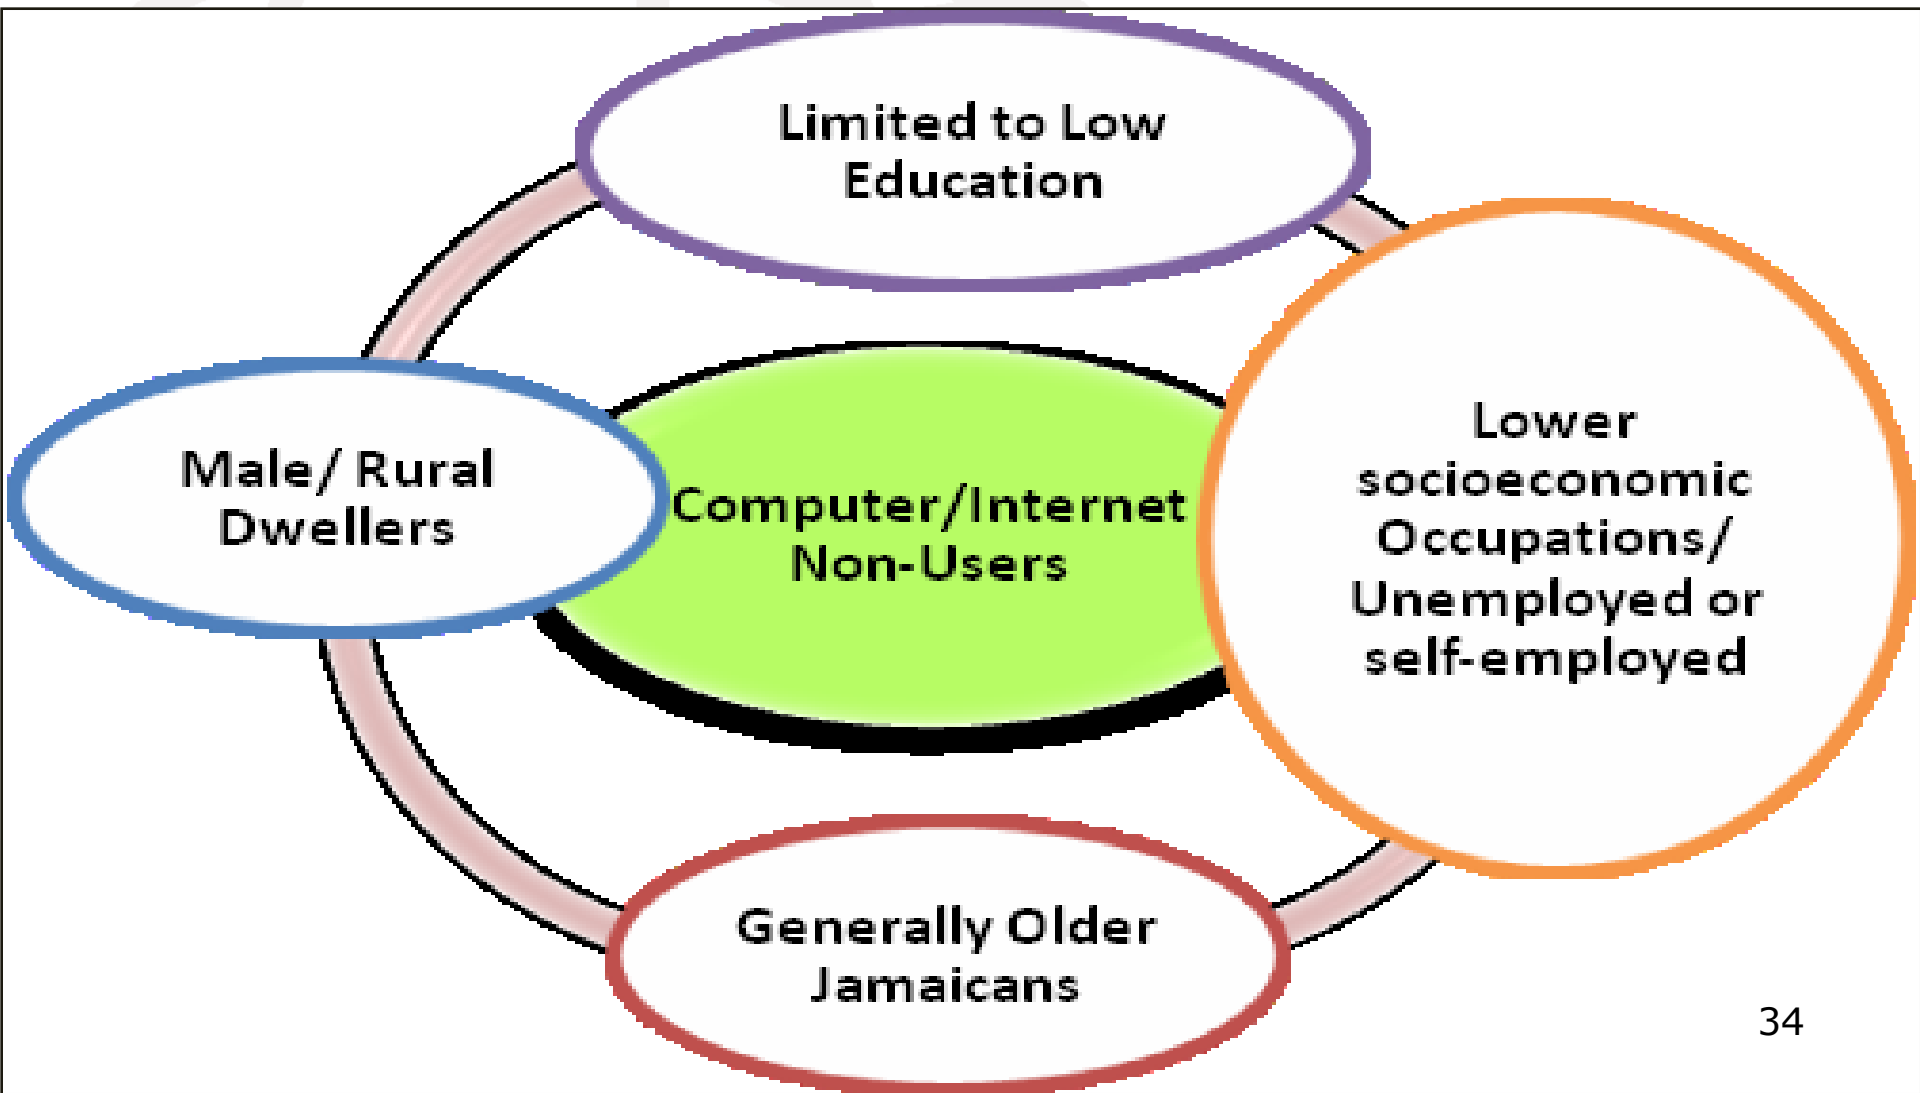 Limited to Low
Education
Male/ Rural
Dwellers
Computer/Internet
Non-Users
Lower
socioeconomic
Occupations/
Unemployed or
self-employed
Generally Older
Jamaicans
34